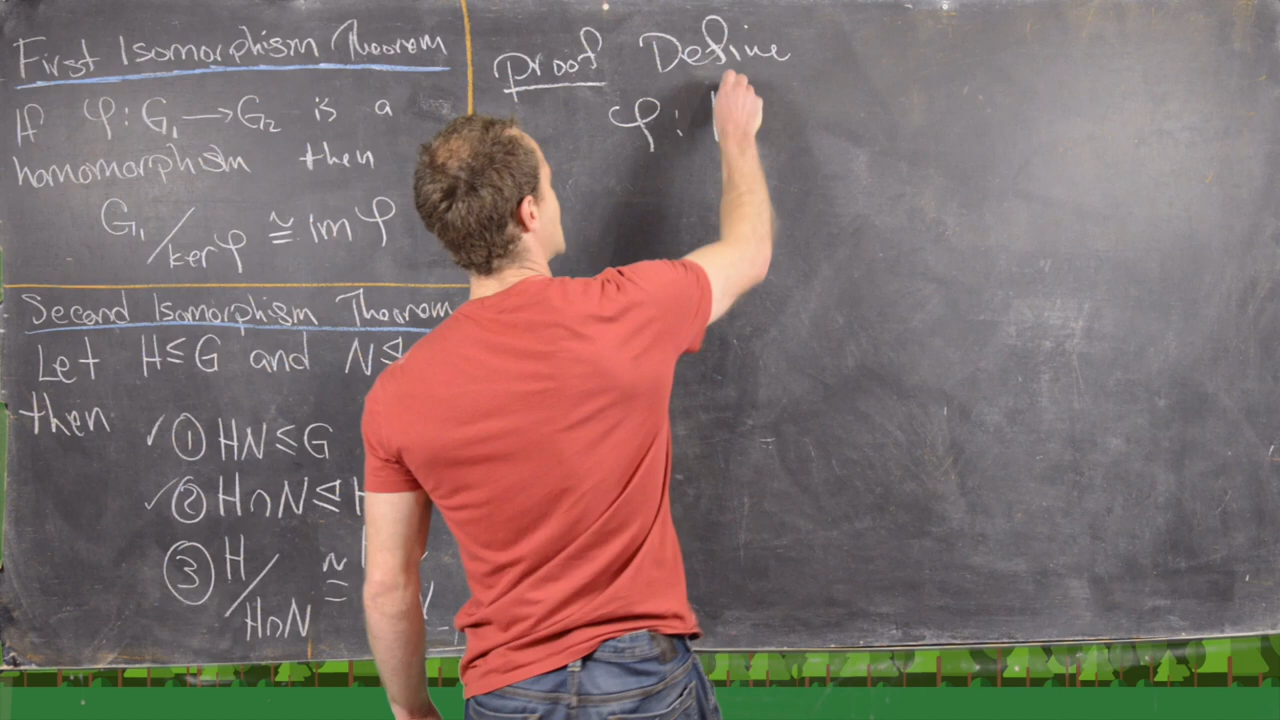 First Isomorphism Theorem
If φ: G₁ → G₂ is a
homomorphism then
G₁/ker φ ≅ im φ
Second Isomorphism Theorem
Let H ≤ G and N ⊴
then
✓ ① HN ≤ G
✓ ② H∩N ⊴ H
③ H/H∩N ≅
proof Define
φ: